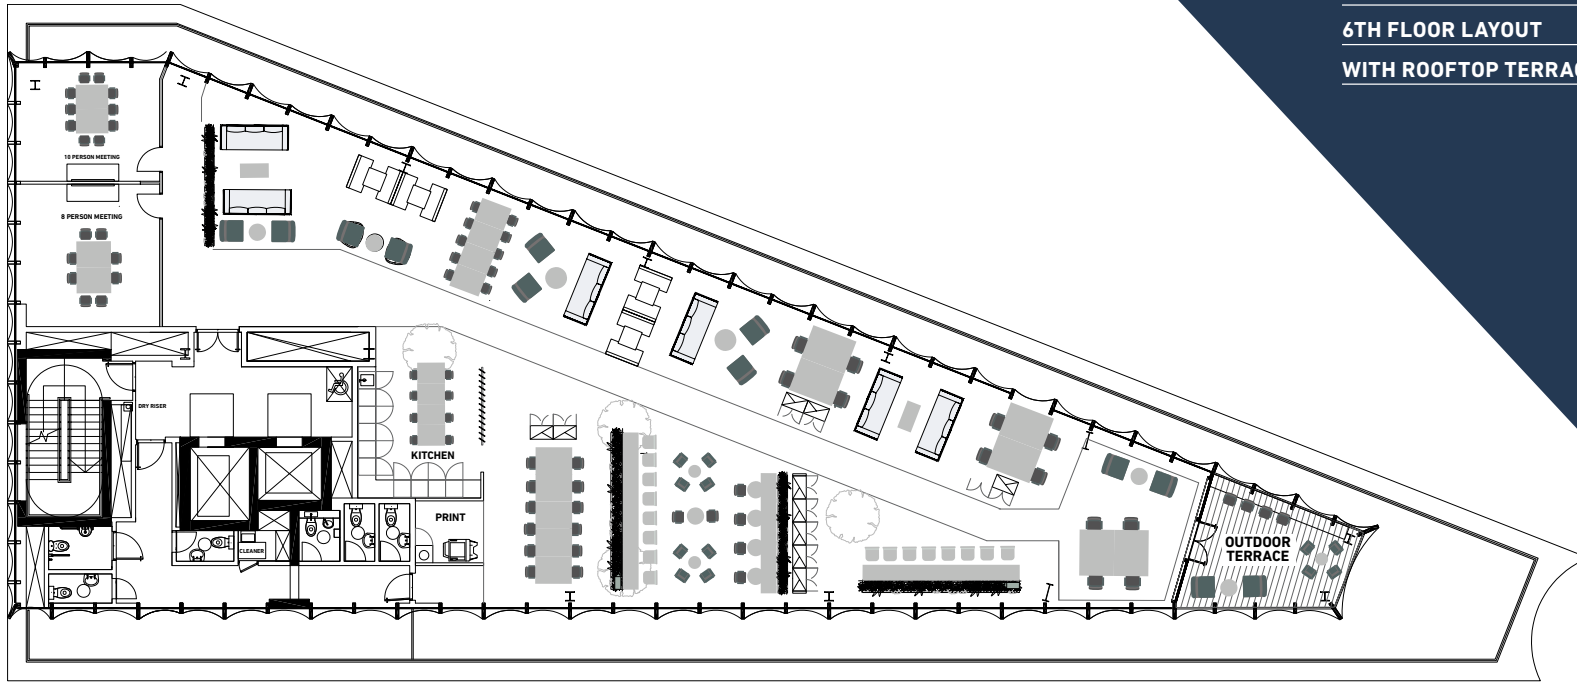 6TH FLOOR LAYOUT
WITH ROOFTOP TERRAC
10 PERSON MEETING
8 PERSON MEETING
DRY RISER
KITCHEN
PRINT
CLEANER
OUTDOOR
TERRACE